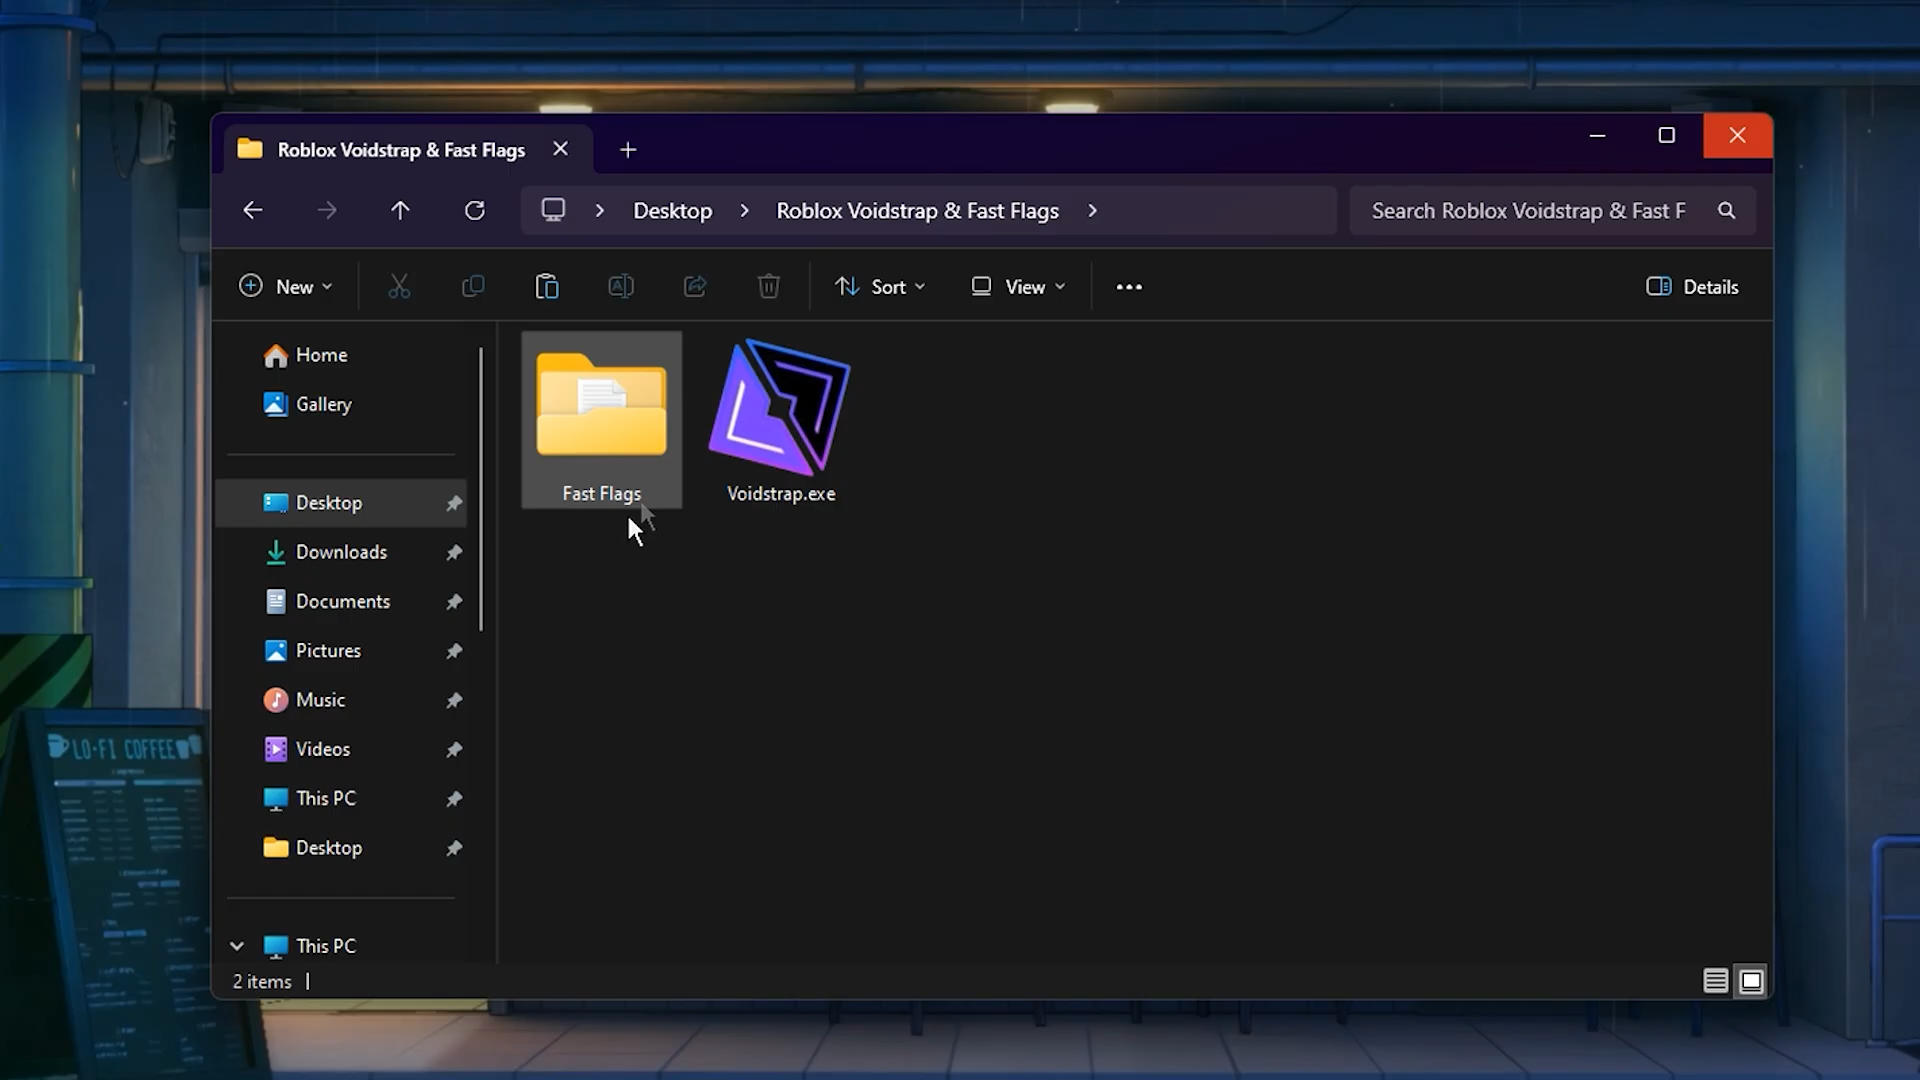 Roblox Voidstrap & Fast Flags
Desktop
Roblox Voidstrap & Fast Flags
Search Roblox Voidstrap & Fast F
New
Sort
View
Details
Home
Gallery
Desktop
Downloads
Documents
Pictures
Music
Videos
This PC
Desktop
This PC
Fast Flags
Voidstrap.exe
2 items
LO-FI COFFEE